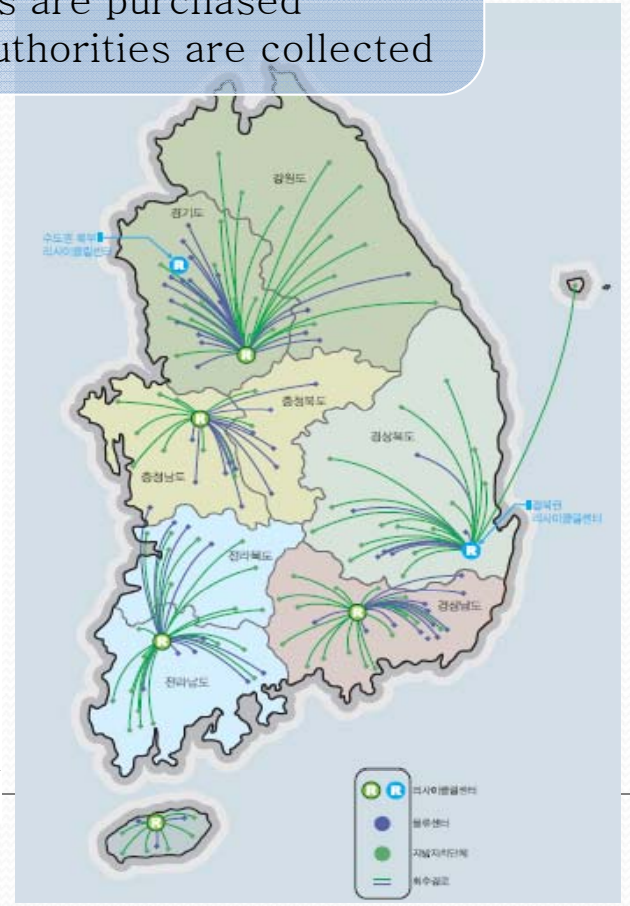 s are purchased
uthorities are collected
강원도
경기도
수도권 북부
리사이클링센터
충청북도
경상북도
충청남도
경북권
리사이클링센터
전라북도
경상남도
전라남도
R R 리사이클링센터
물류센터
지방자치단체
회수경로